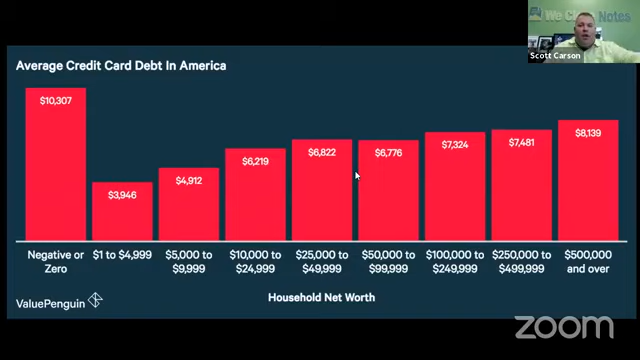 We Close Notes
Scott Carson
Average Credit Card Debt In America
$10,307
$3,946
$4,912
$6,219
$6,822
$6,776
$7,324
$7,481
$8,139
Negative or
Zero
$1 to $4,999
$5,000 to
$9,999
$10,000 to
$24,999
$25,000 to
$49,999
$50,000 to
$99,999
$100,000 to
$249,999
$250,000 to
$499,999
$500,000
and over
Household Net Worth
ValuePenguin
zoom